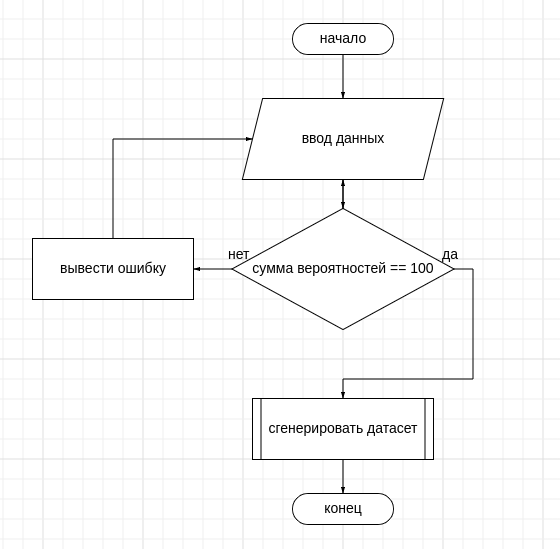 начало
ввод данных
нет
да
сумма вероятностей == 100
вывести ошибку
сгенерировать датасет
конец